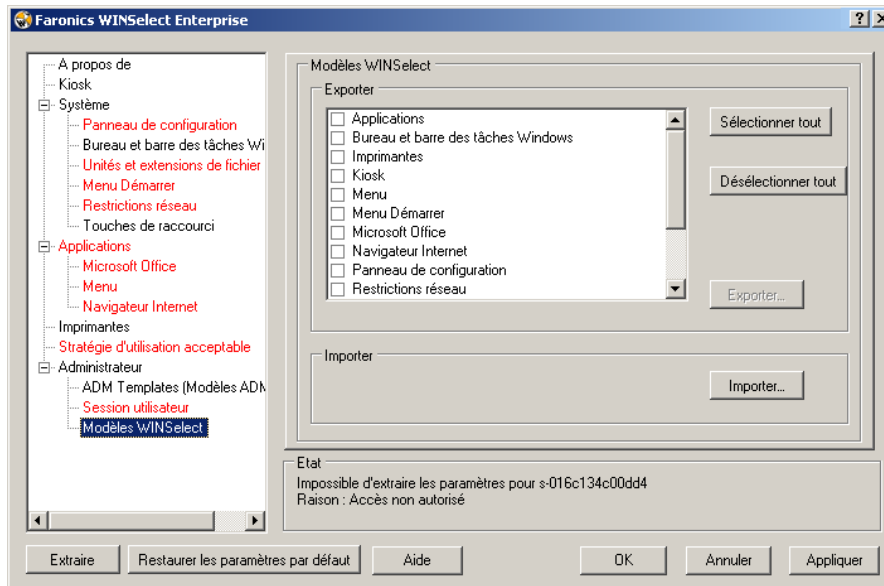 Faronics WINSelect Enterprise
A propos de
Kiosk
Système
Panneau de configuration
Bureau et barre des tâches Wi
Unités et extensions de fichier
Menu Démarrer
Restrictions réseau
Touches de raccourci
Applications
Microsoft Office
Menu
Navigateur Internet
Imprimantes
Stratégie d'utilisation acceptable
Administrateur
ADM Templates (Modèles ADM
Session utilisateur
Modèles WINSelect
Modèles WINSelect
Exporter
Applications
Bureau et barre des tâches Windows
Imprimantes
Kiosk
Menu
Menu Démarrer
Microsoft Office
Navigateur Internet
Panneau de configuration
Restrictions réseau
Sélectionner tout
Désélectionner tout
Exporter...
Importer
Importer...
Etat
Impossible d'extraire les paramètres pour s-016c134c00dd4
Raison : Accès non autorisé
Extraire
Restaurer les paramètres par défaut
Aide
OK
Annuler
Appliquer